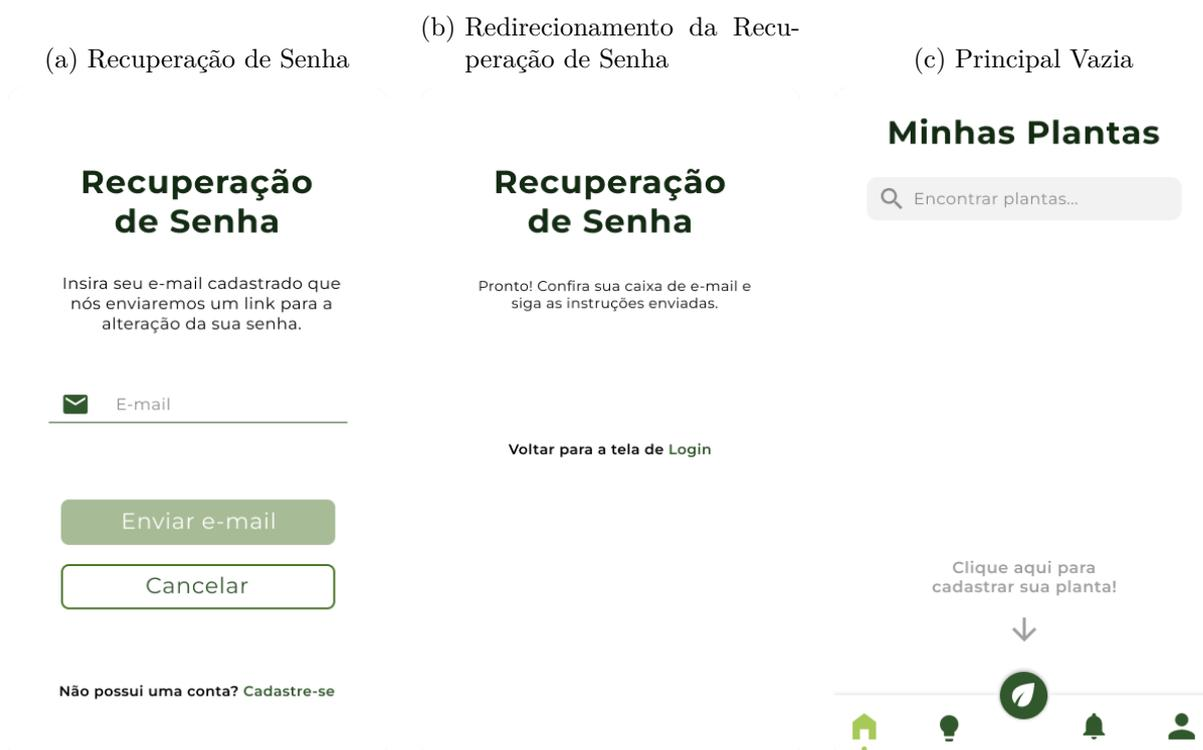 (a) Recuperação de Senha
Recuperação
de Senha
Insira seu e-mail cadastrado que
nós enviaremos um link para a
alteração da sua senha.
E-mail
Enviar e-mail
Cancelar
Não possui uma conta? Cadastre-se
(b) Redirecionamento da Recu-
peração de Senha
Recuperação
de Senha
Pronto! Confira sua caixa de e-mail e
siga as instruções enviadas.
Voltar para a tela de Login
(c) Principal Vazia
Minhas Plantas
Encontrar plantas...
Clique aqui para
cadastrar sua planta!